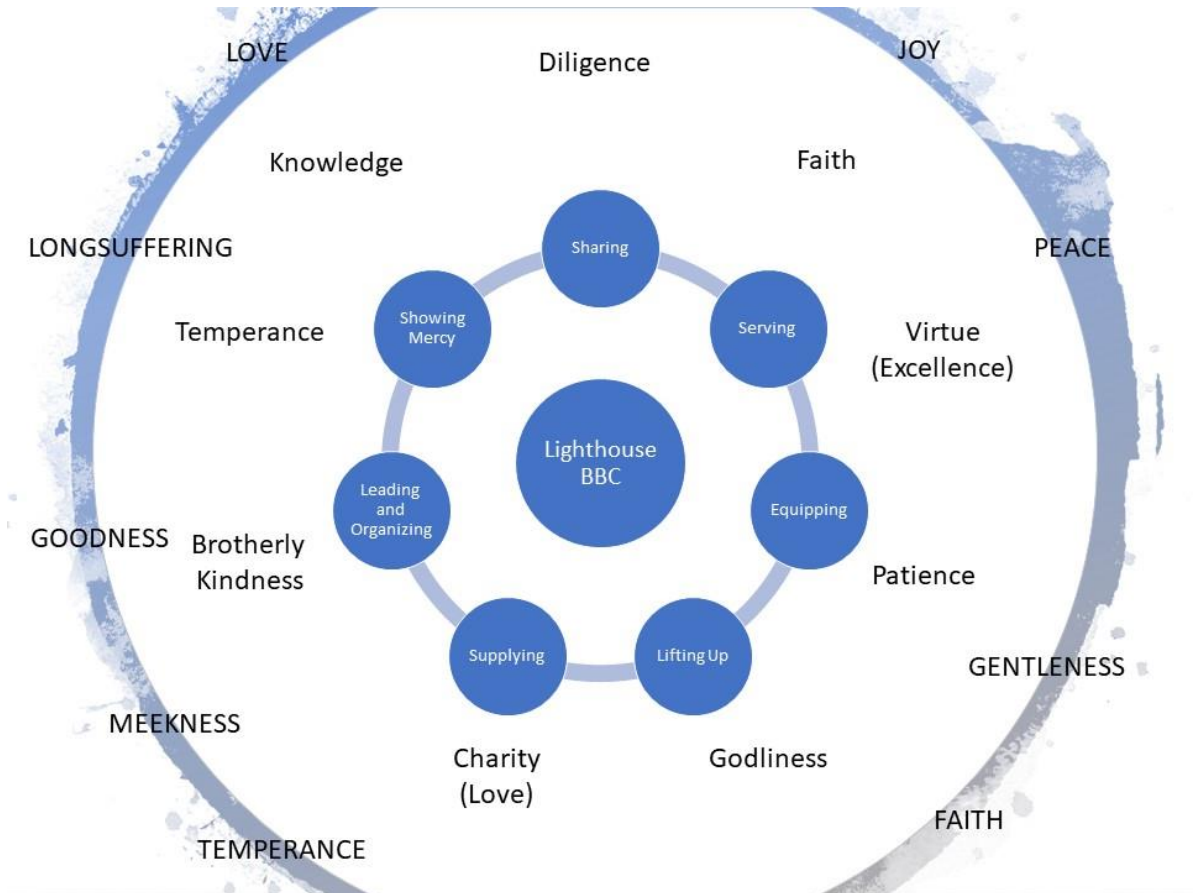 LOVE
JOY
Diligence
Knowledge
Faith
LONGSUFFERING
PEACE
Sharing
Showing
Mercy
Serving
Temperance
Virtue
(Excellence)
Lighthouse
BBC
Leading
and
Organizing
Equipping
GOODNESS
Brotherly
Kindness
Patience
Supplying
Lifting Up
GENTLENESS
MEEKNESS
Charity
(Love)
Godliness
FAITH
TEMPERANCE